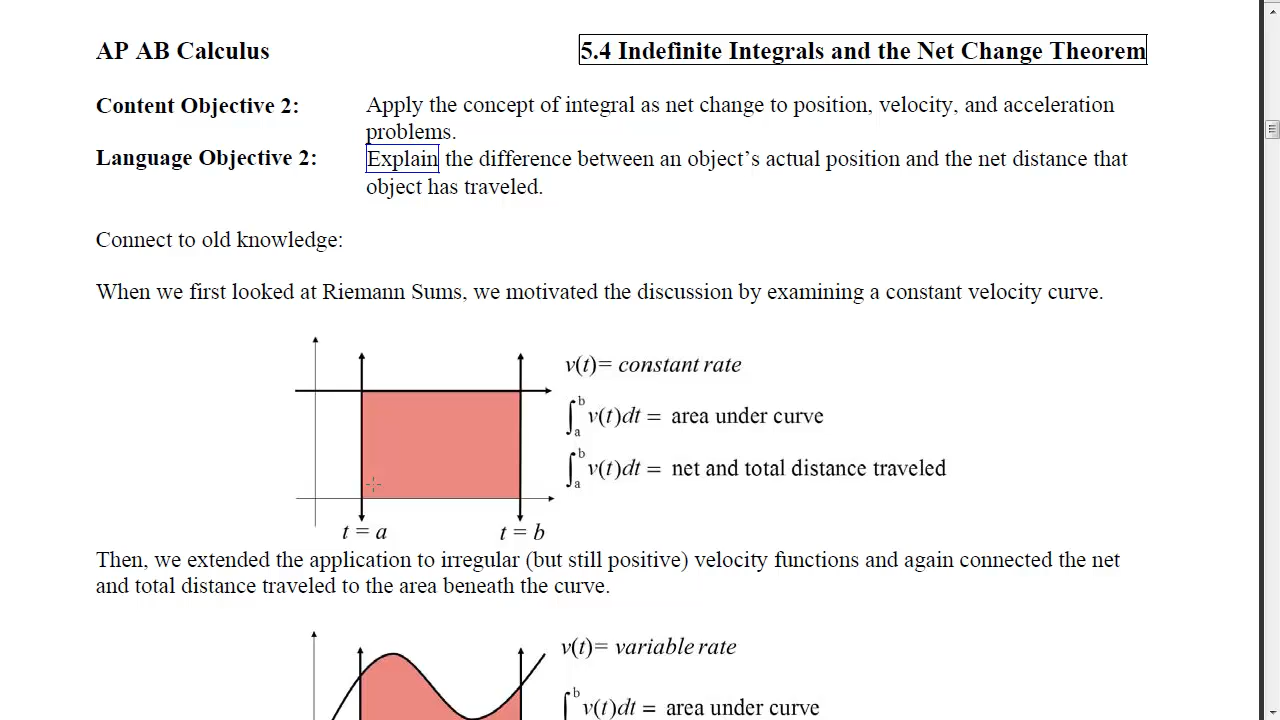 AP AB Calculus 5.4 Indefinite Integrals and the Net Change Theorem
Content Objective 2: Apply the concept of integral as net change to position, velocity, and acceleration
problems.
Language Objective 2: Explain the difference between an object’s actual position and the net distance that
object has traveled.
Connect to old knowledge:
When we first looked at Riemann Sums, we motivated the discussion by examining a constant velocity curve.
v(t)= constant rate
∫_a^b v(t)dt = area under curve
∫_a^b v(t)dt = net and total distance traveled
t = a t = b
Then, we extended the application to irregular (but still positive) velocity functions and again connected the net
and total distance traveled to the area beneath the curve.
v(t)= variable rate
∫^b v(t)dt = area under curve